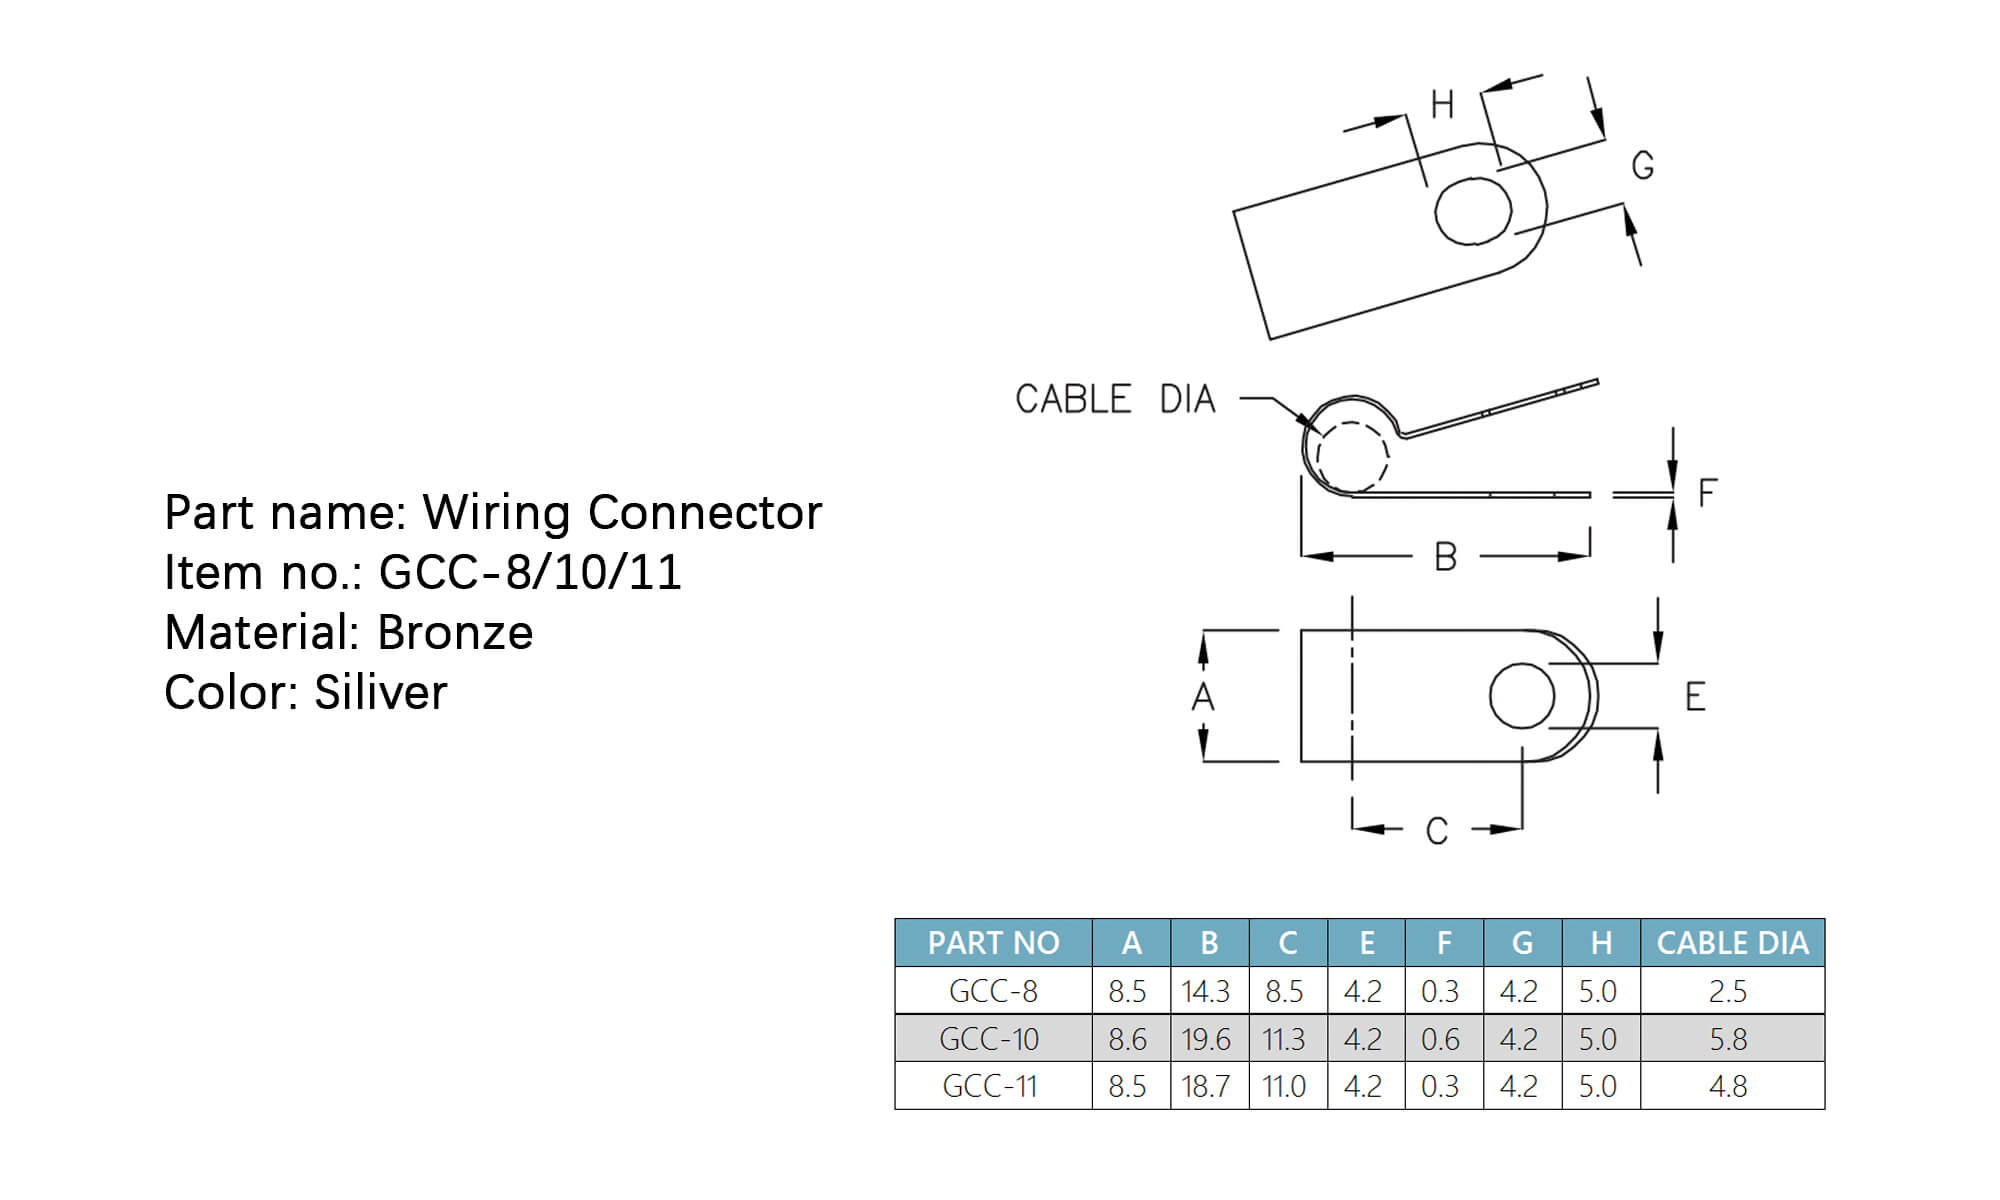 Part name: Wiring Connector
Item no.: GCC-8/10/11
Material: Bronze
Color: Siliver
H
G
CABLE DIA
F
B
A
E
C
PART NO A B C E F G H CABLE DIA
GCC-8 8.5 14.3 8.5 4.2 0.3 4.2 5.0 2.5
GCC-10 8.6 19.6 11.3 4.2 0.6 4.2 5.0 5.8
GCC-11 8.5 18.7 11.0 4.2 0.3 4.2 5.0 4.8